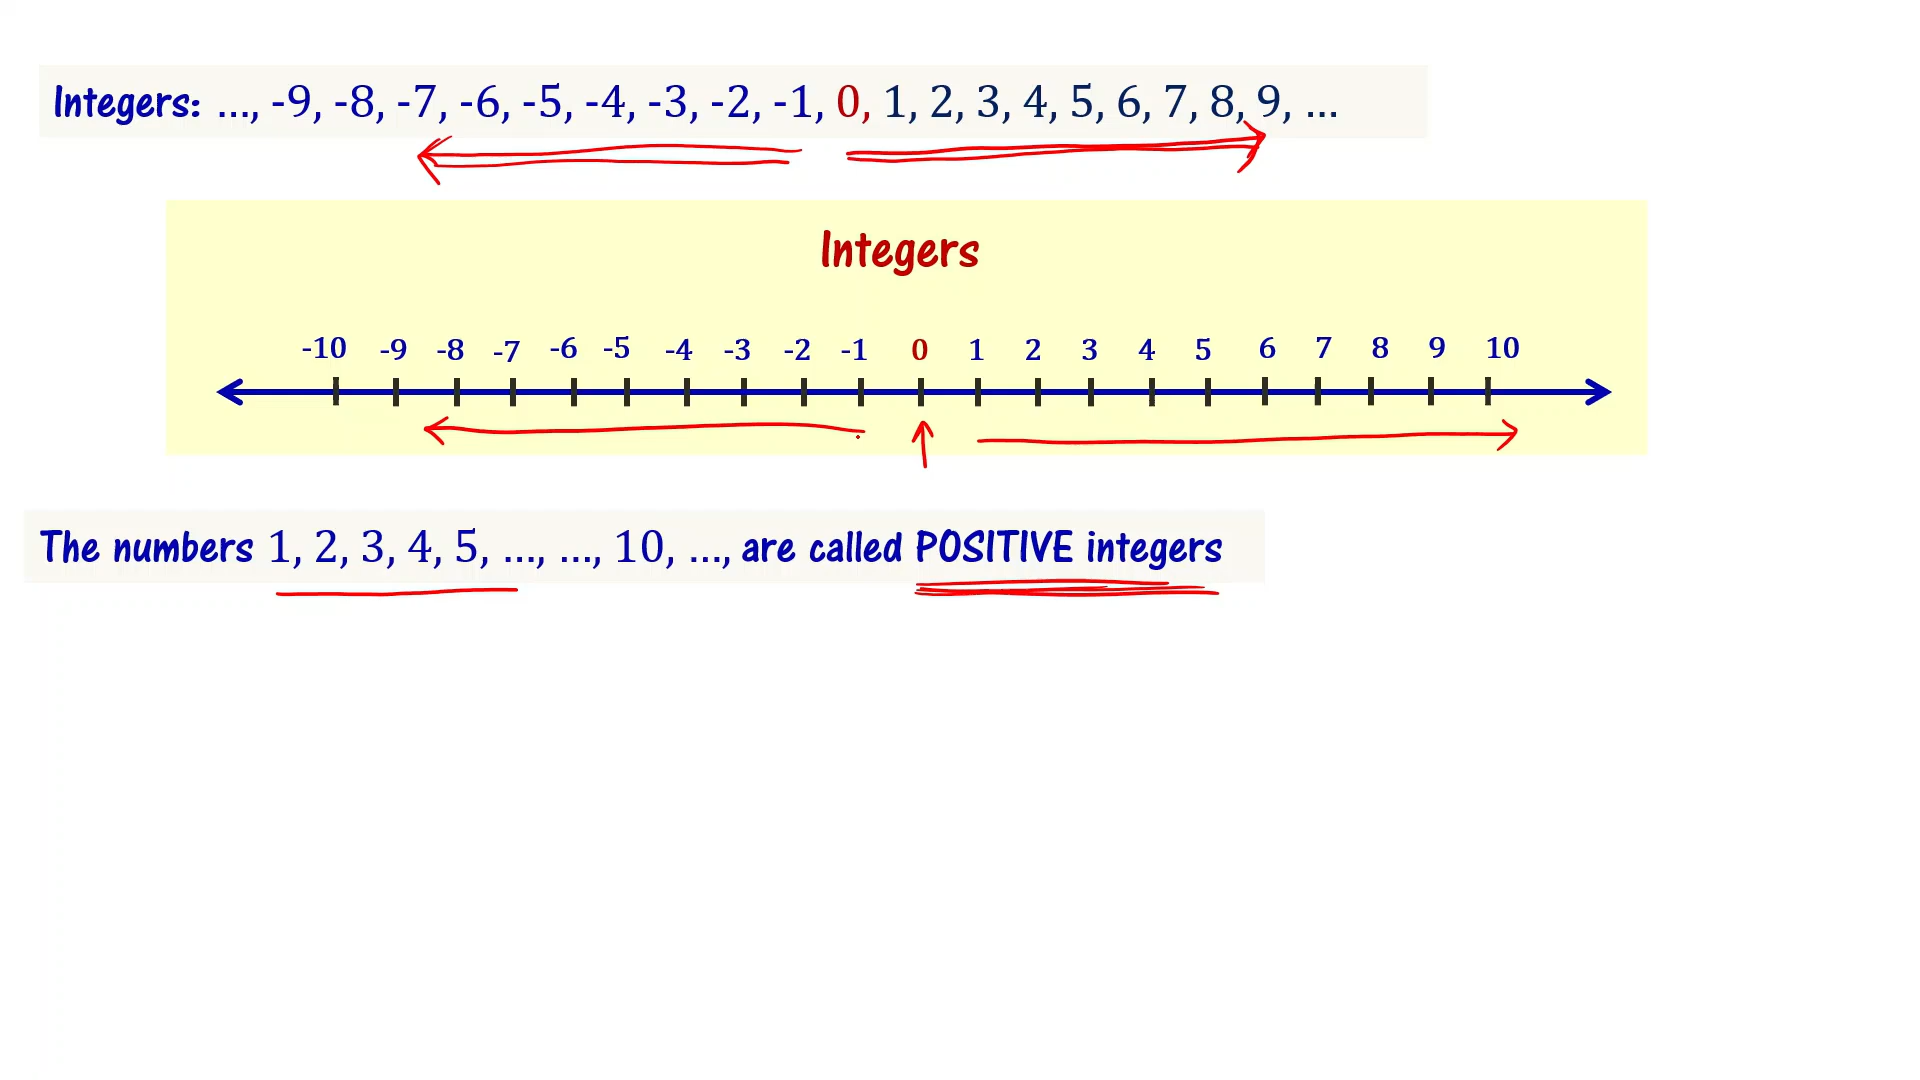 Integers: ..., -9, -8, -7, -6, -5, -4, -3, -2, -1, 0, 1, 2, 3, 4, 5, 6, 7, 8, 9, ...
Integers
-10 -9 -8 -7 -6 -5 -4 -3 -2 -1 0 1 2 3 4 5 6 7 8 9 10
The numbers 1, 2, 3, 4, 5, ..., ..., 10, ..., are called POSITIVE integers